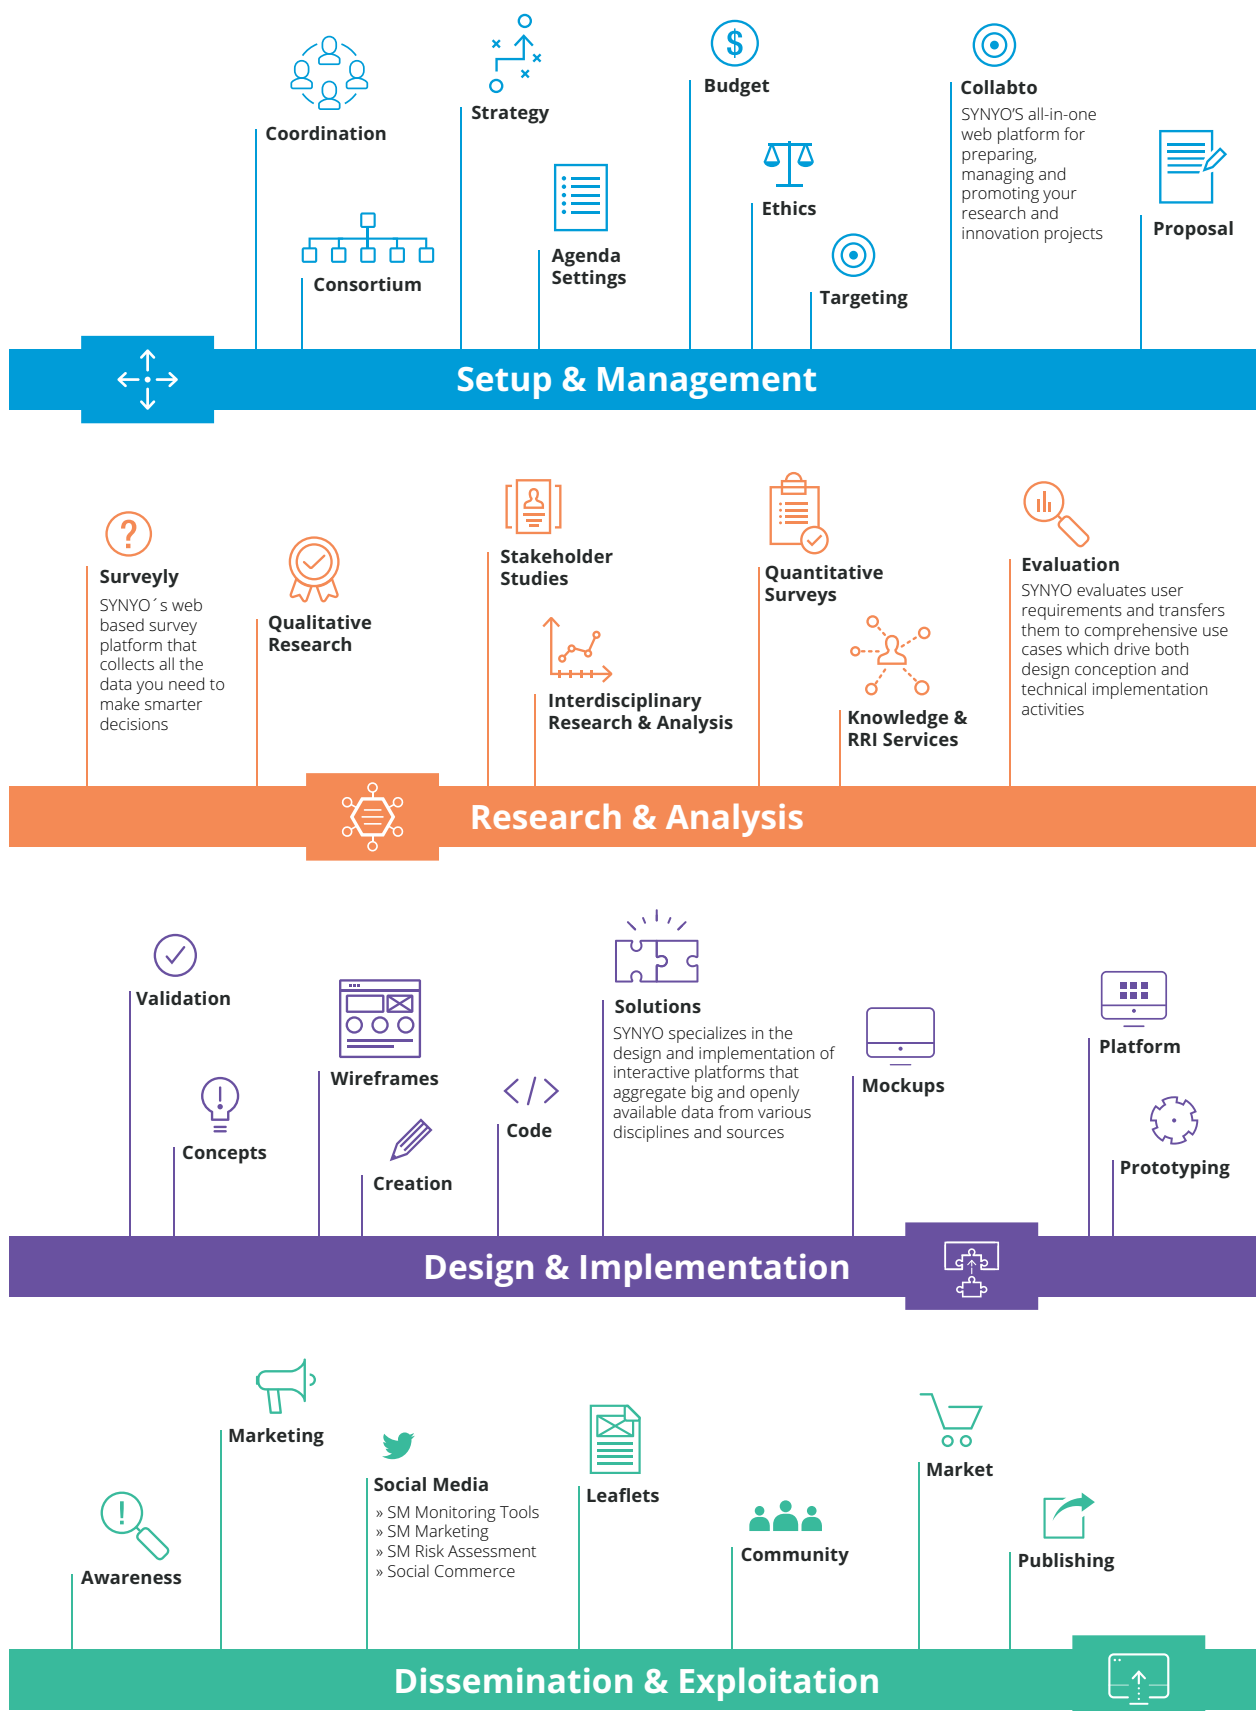 Coordination
Consortium
Strategy
Agenda
Settings
$
Budget
Ethics
Targeting
Collabto
SYNYO'S all-in-one
web platform for
preparing,
managing and
promoting your
research and
innovation projects
Proposal
Setup & Management
?
Surveyly
SYNYO´s web
based survey
platform that
collects all the
data you need to
make smarter
decisions
Qualitative
Research
Stakeholder
Studies
Interdisciplinary
Research & Analysis
Quantitative
Surveys
Knowledge &
RRI Services
Evaluation
SYNYO evaluates user
requirements and transfers
them to comprehensive use
cases which drive both
design conception and
technical implementation
activities
Research & Analysis
Validation
Concepts
Wireframes
Creation
</>
Code
Solutions
SYNYO specializes in the
design and implementation of
interactive platforms that
aggregate big and openly
available data from various
disciplines and sources
Mockups
Platform
Prototyping
Design & Implementation
!
Awareness
Marketing
Social Media
» SM Monitoring Tools
» SM Marketing
» SM Risk Assessment
» Social Commerce
Leaflets
Community
Market
Publishing
Dissemination & Exploitation